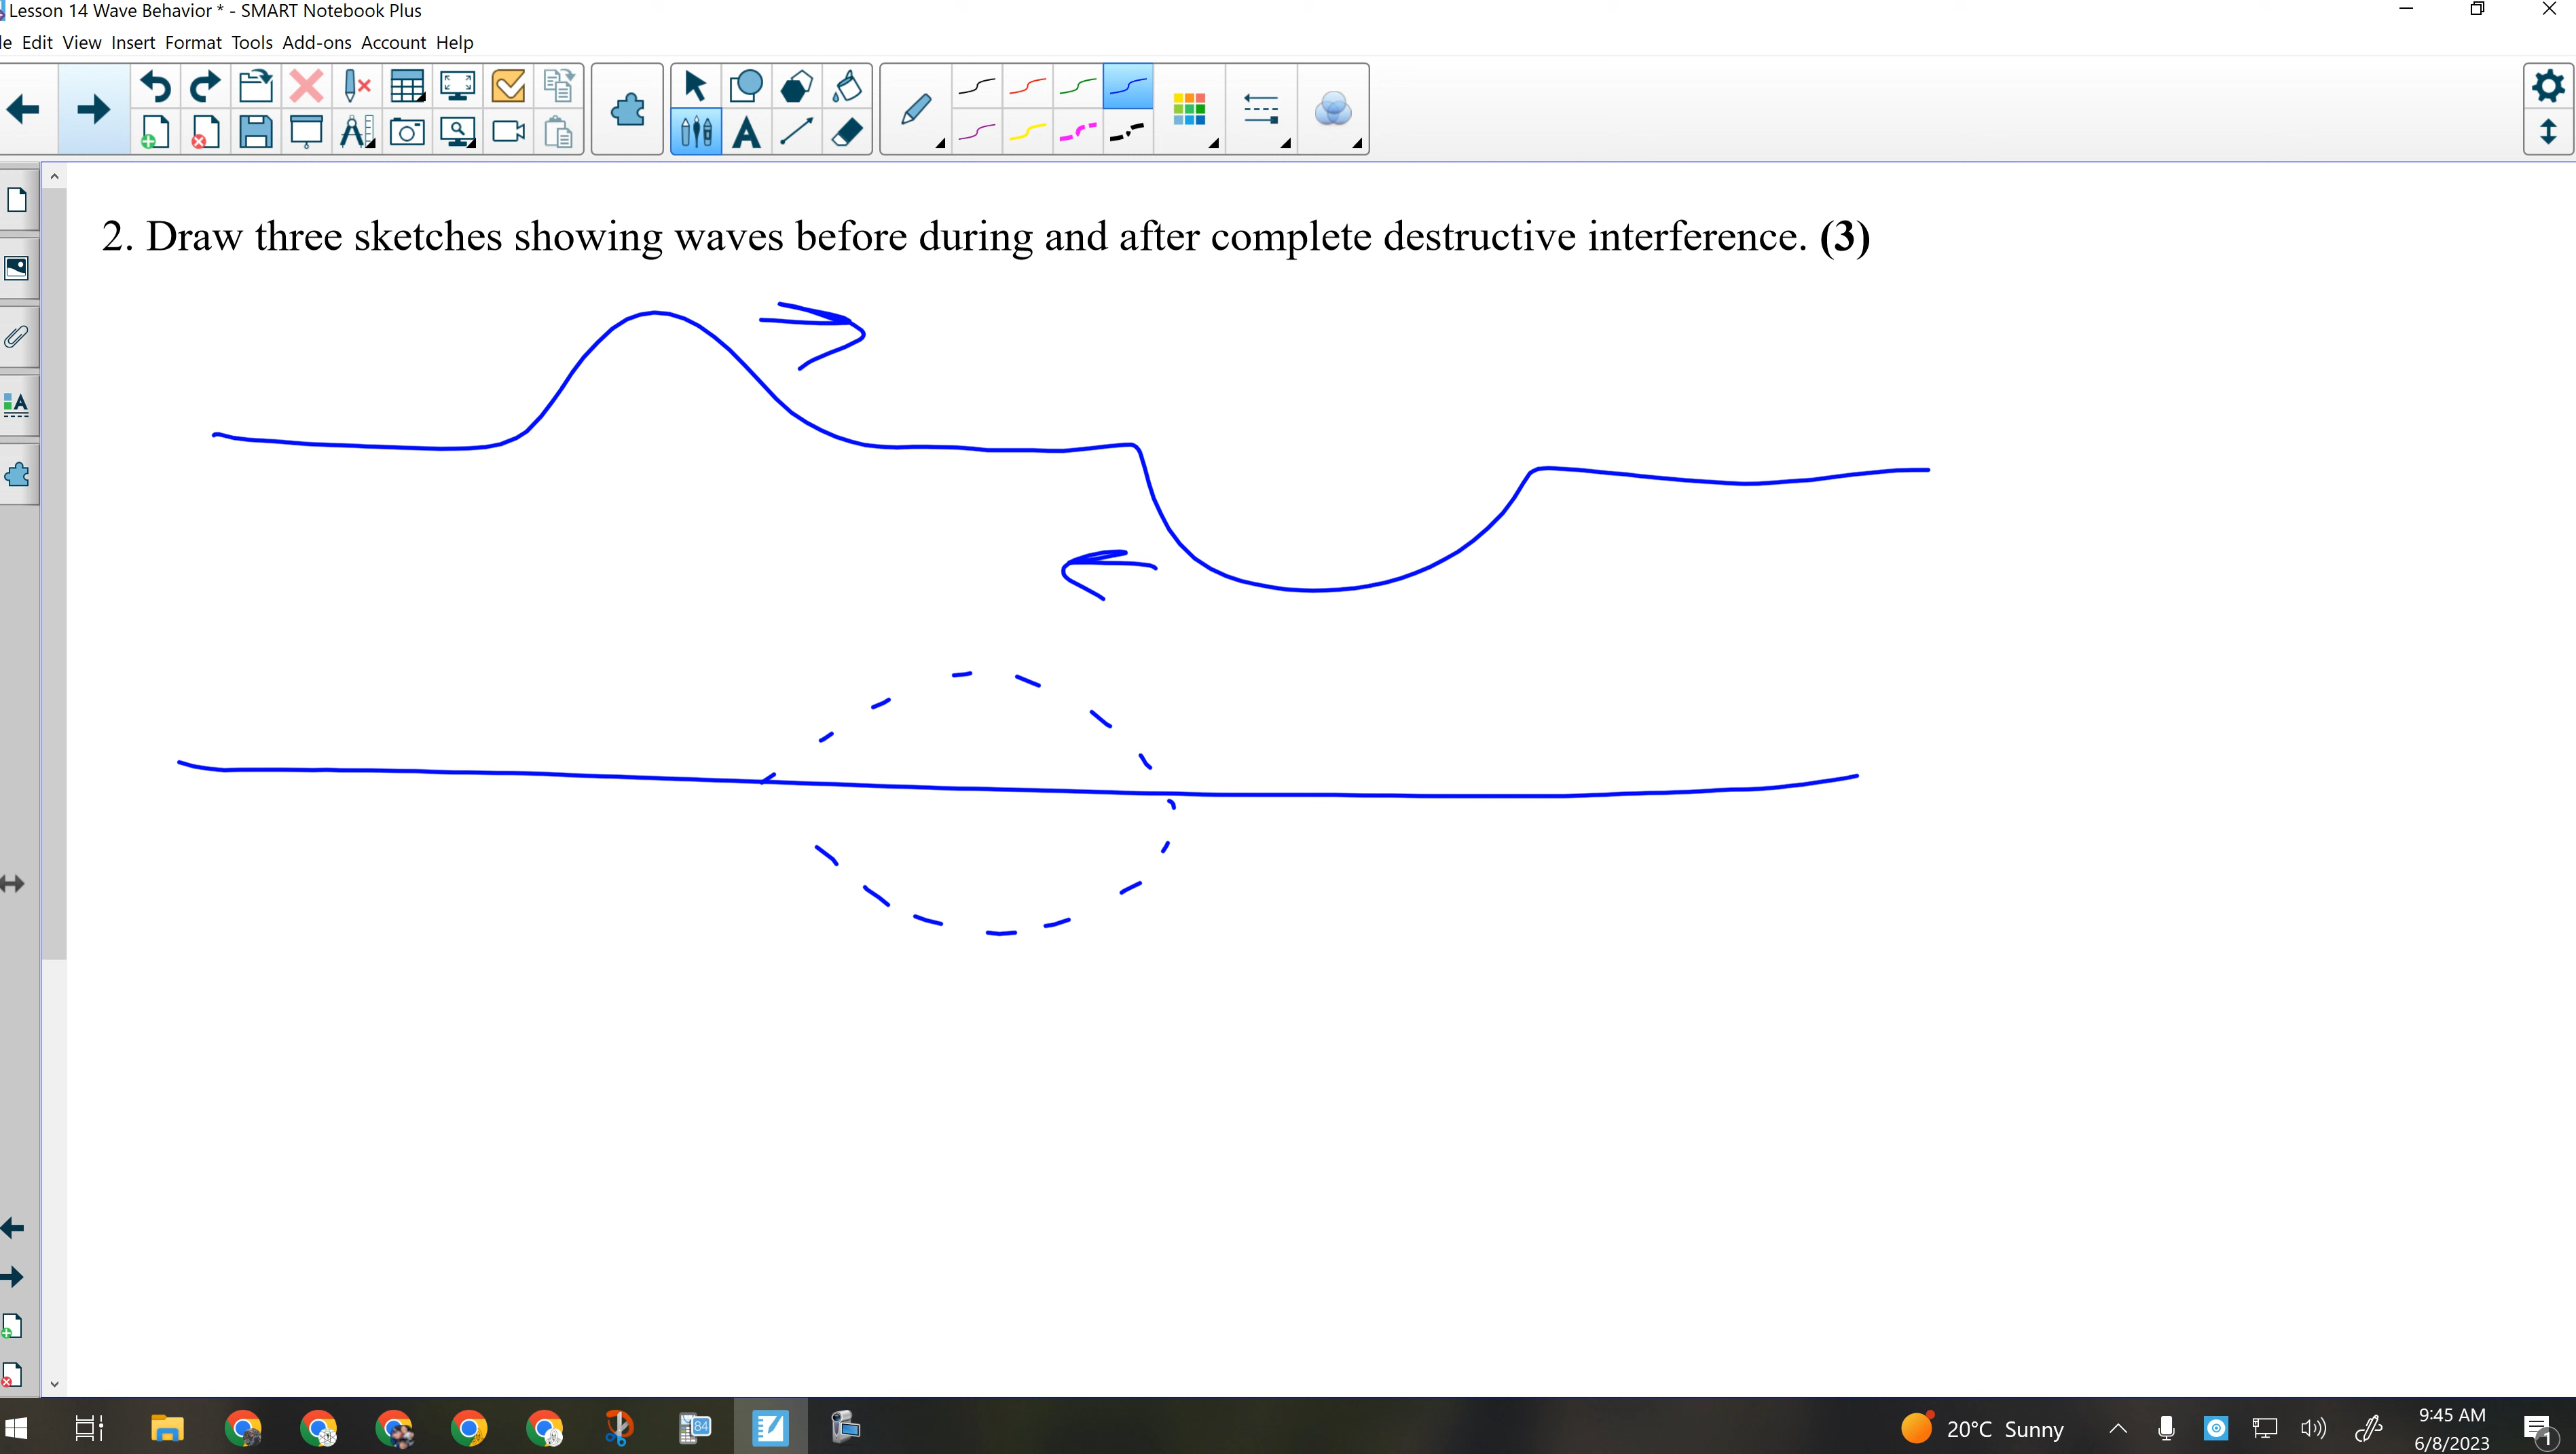 Lesson 14 Wave Behavior * - SMART Notebook Plus
le Edit View Insert Format Tools Add-ons Account Help
2. Draw three sketches showing waves before during and after complete destructive interference. (3)
84
20°C Sunny
9:45 AM
6/8/2023
1